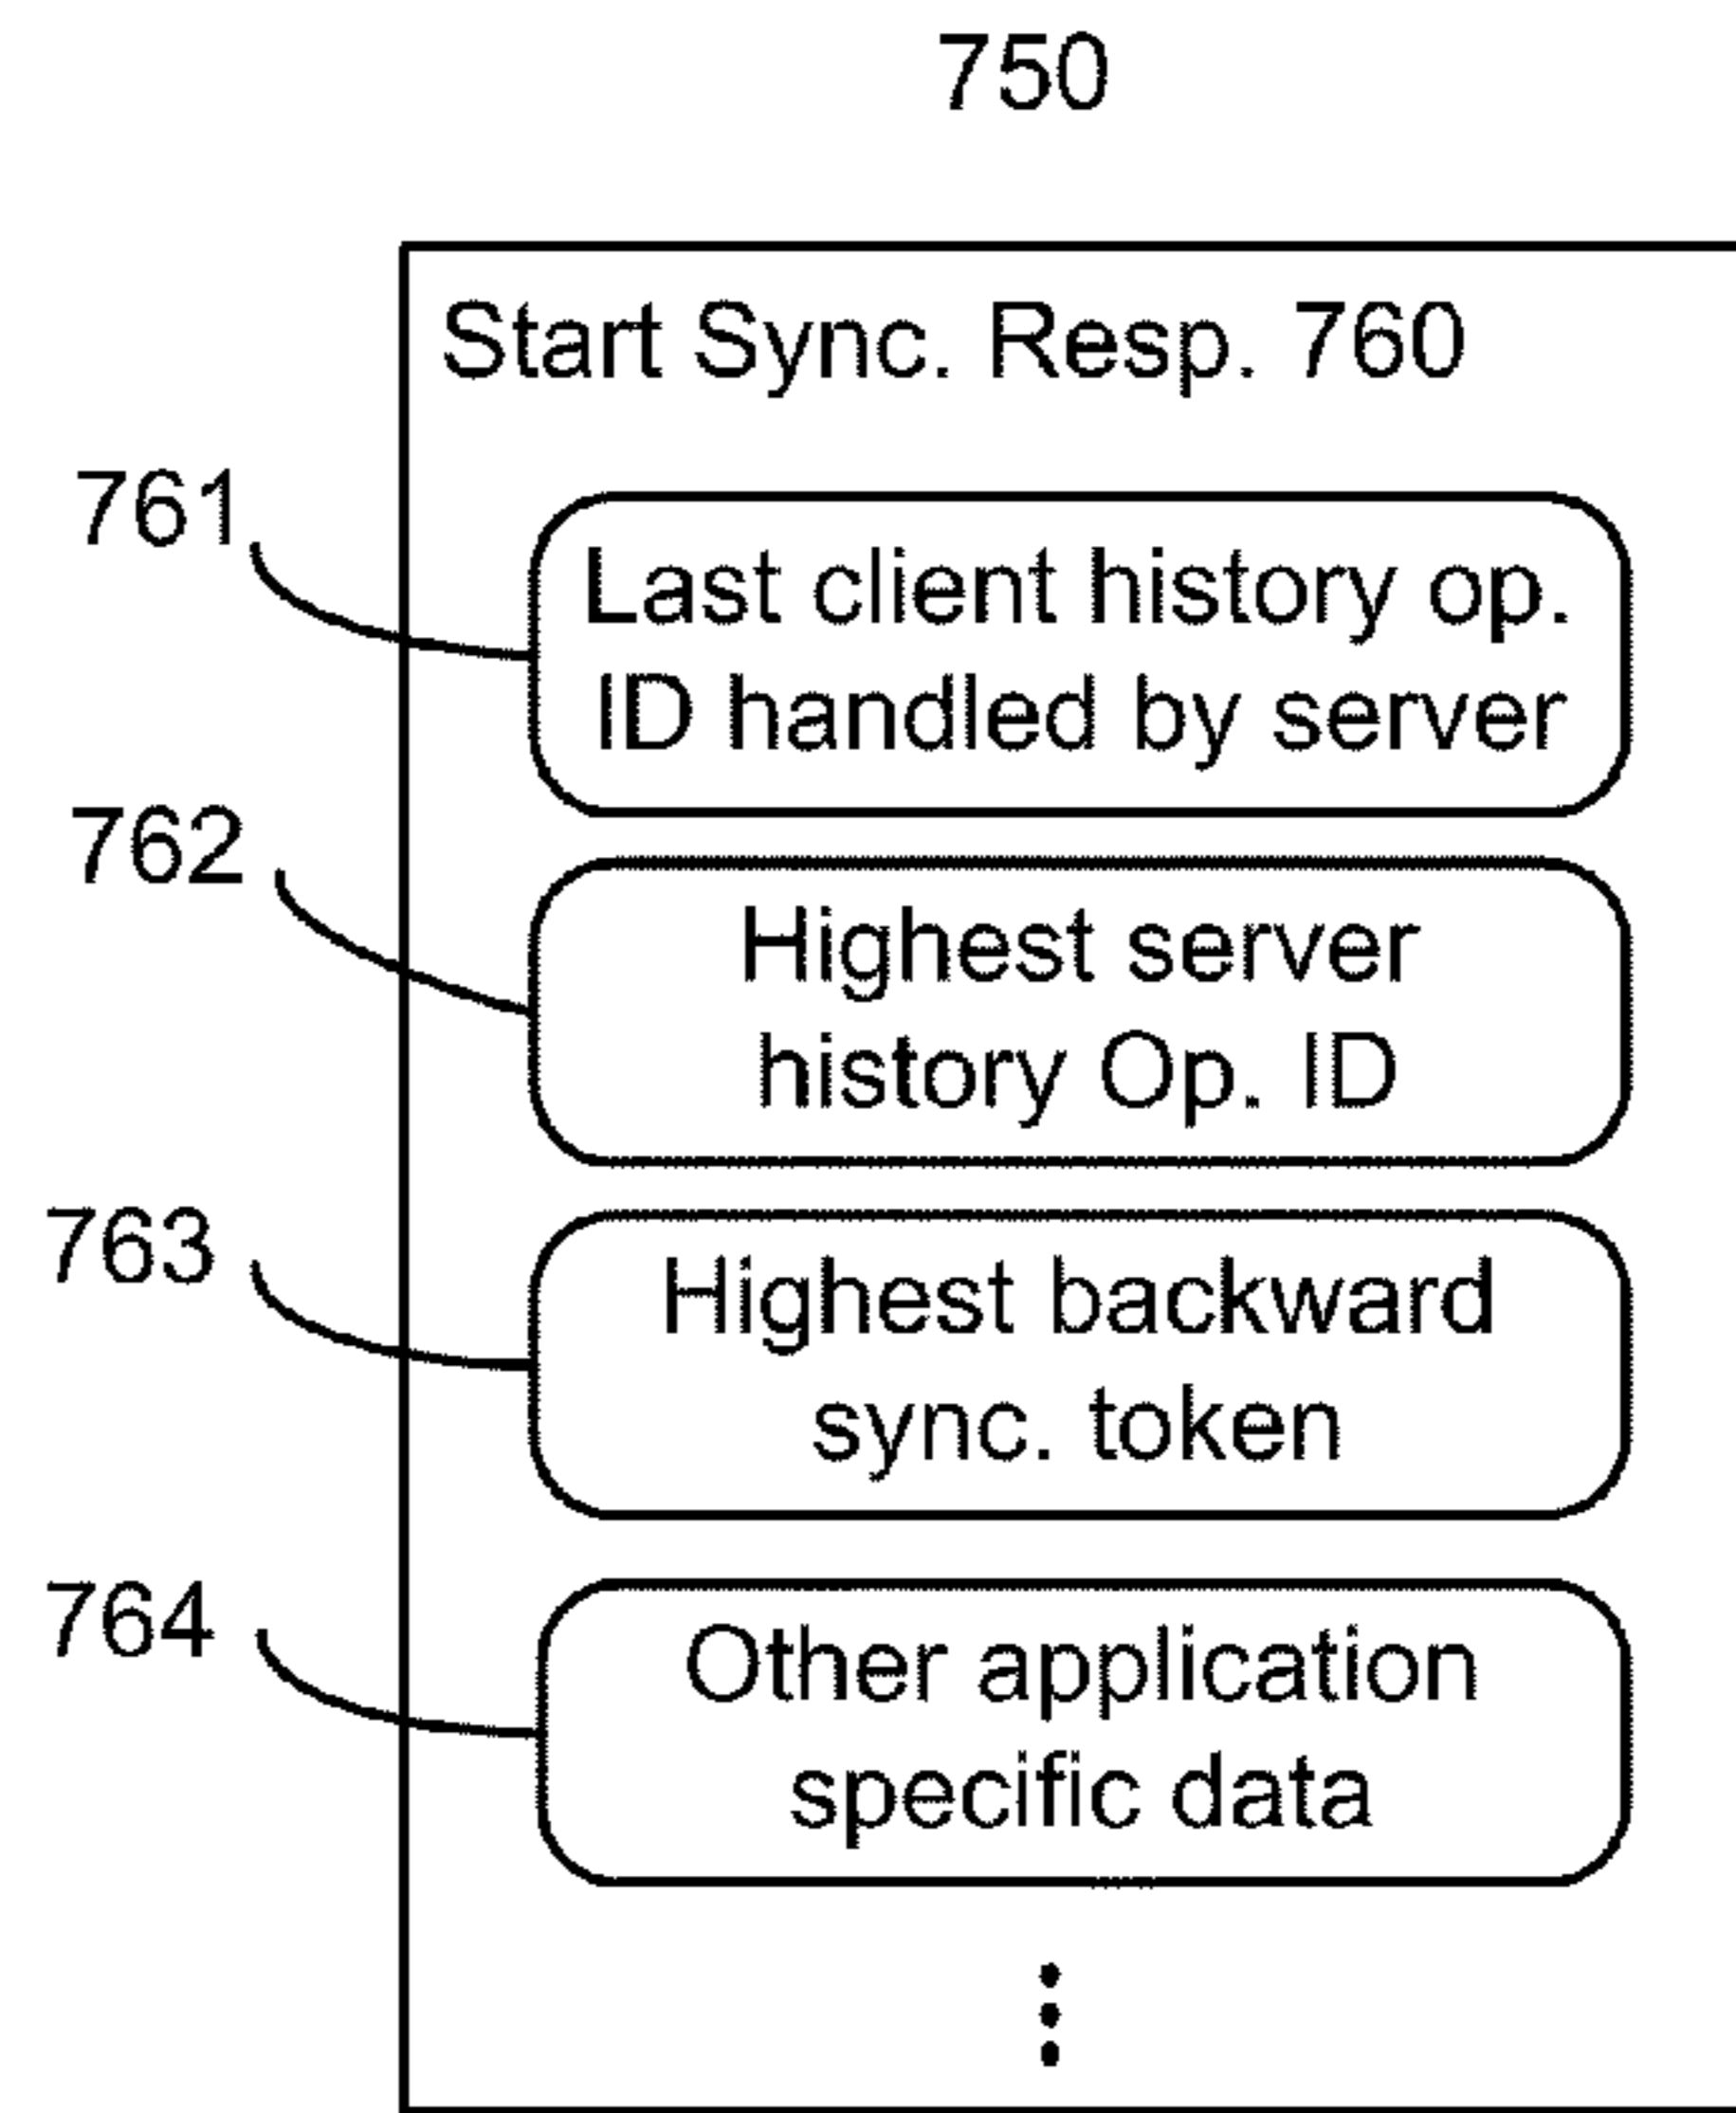 750
Start Sync. Resp. 760
761
Last client history op.
ID handled by server
762
Highest server
history Op. ID
763
Highest backward
sync. token
764
Other application
specific data